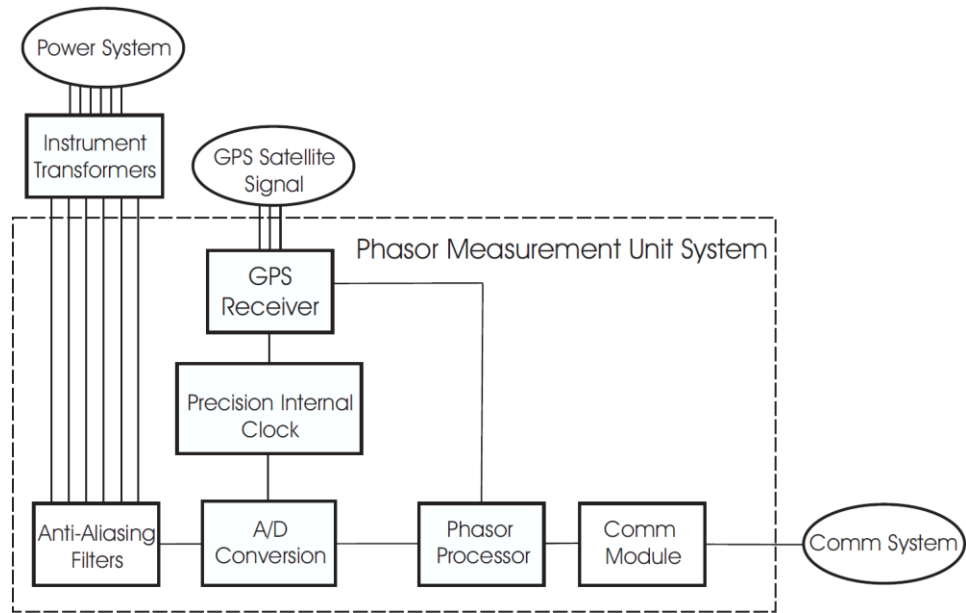 Power System
Instrument
Transformers
GPS Satellite
Signal
Phasor Measurement Unit System
GPS
Receiver
Precision Internal
Clock
Anti-Aliasing
Filters
A/D
Conversion
Phasor
Processor
Comm
Module
Comm System